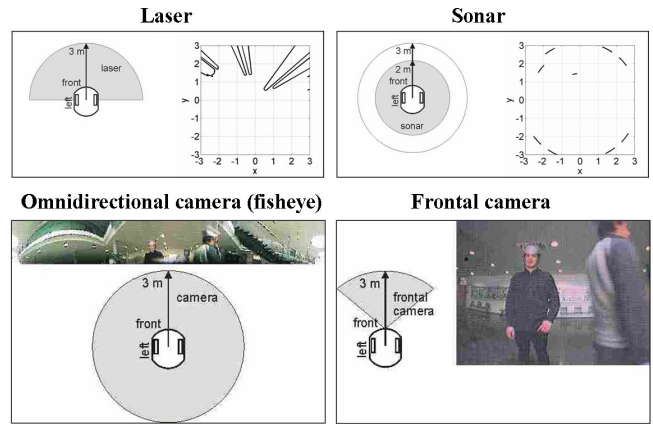 Laser
Sonar
3 m
laser
front
left
3
2
1
0
-1
-2
-3
-3 -2 -1 0 1 2 3
y
x
3 m
2 m
front
left
sonar
3
2
1
0
-1
-2
-3
-3 -2 -1 0 1 2 3
y
x
Omnidirectional camera (fisheye)
Frontal camera
3 m
camera
front
left
3 m
frontal
camera
front
left